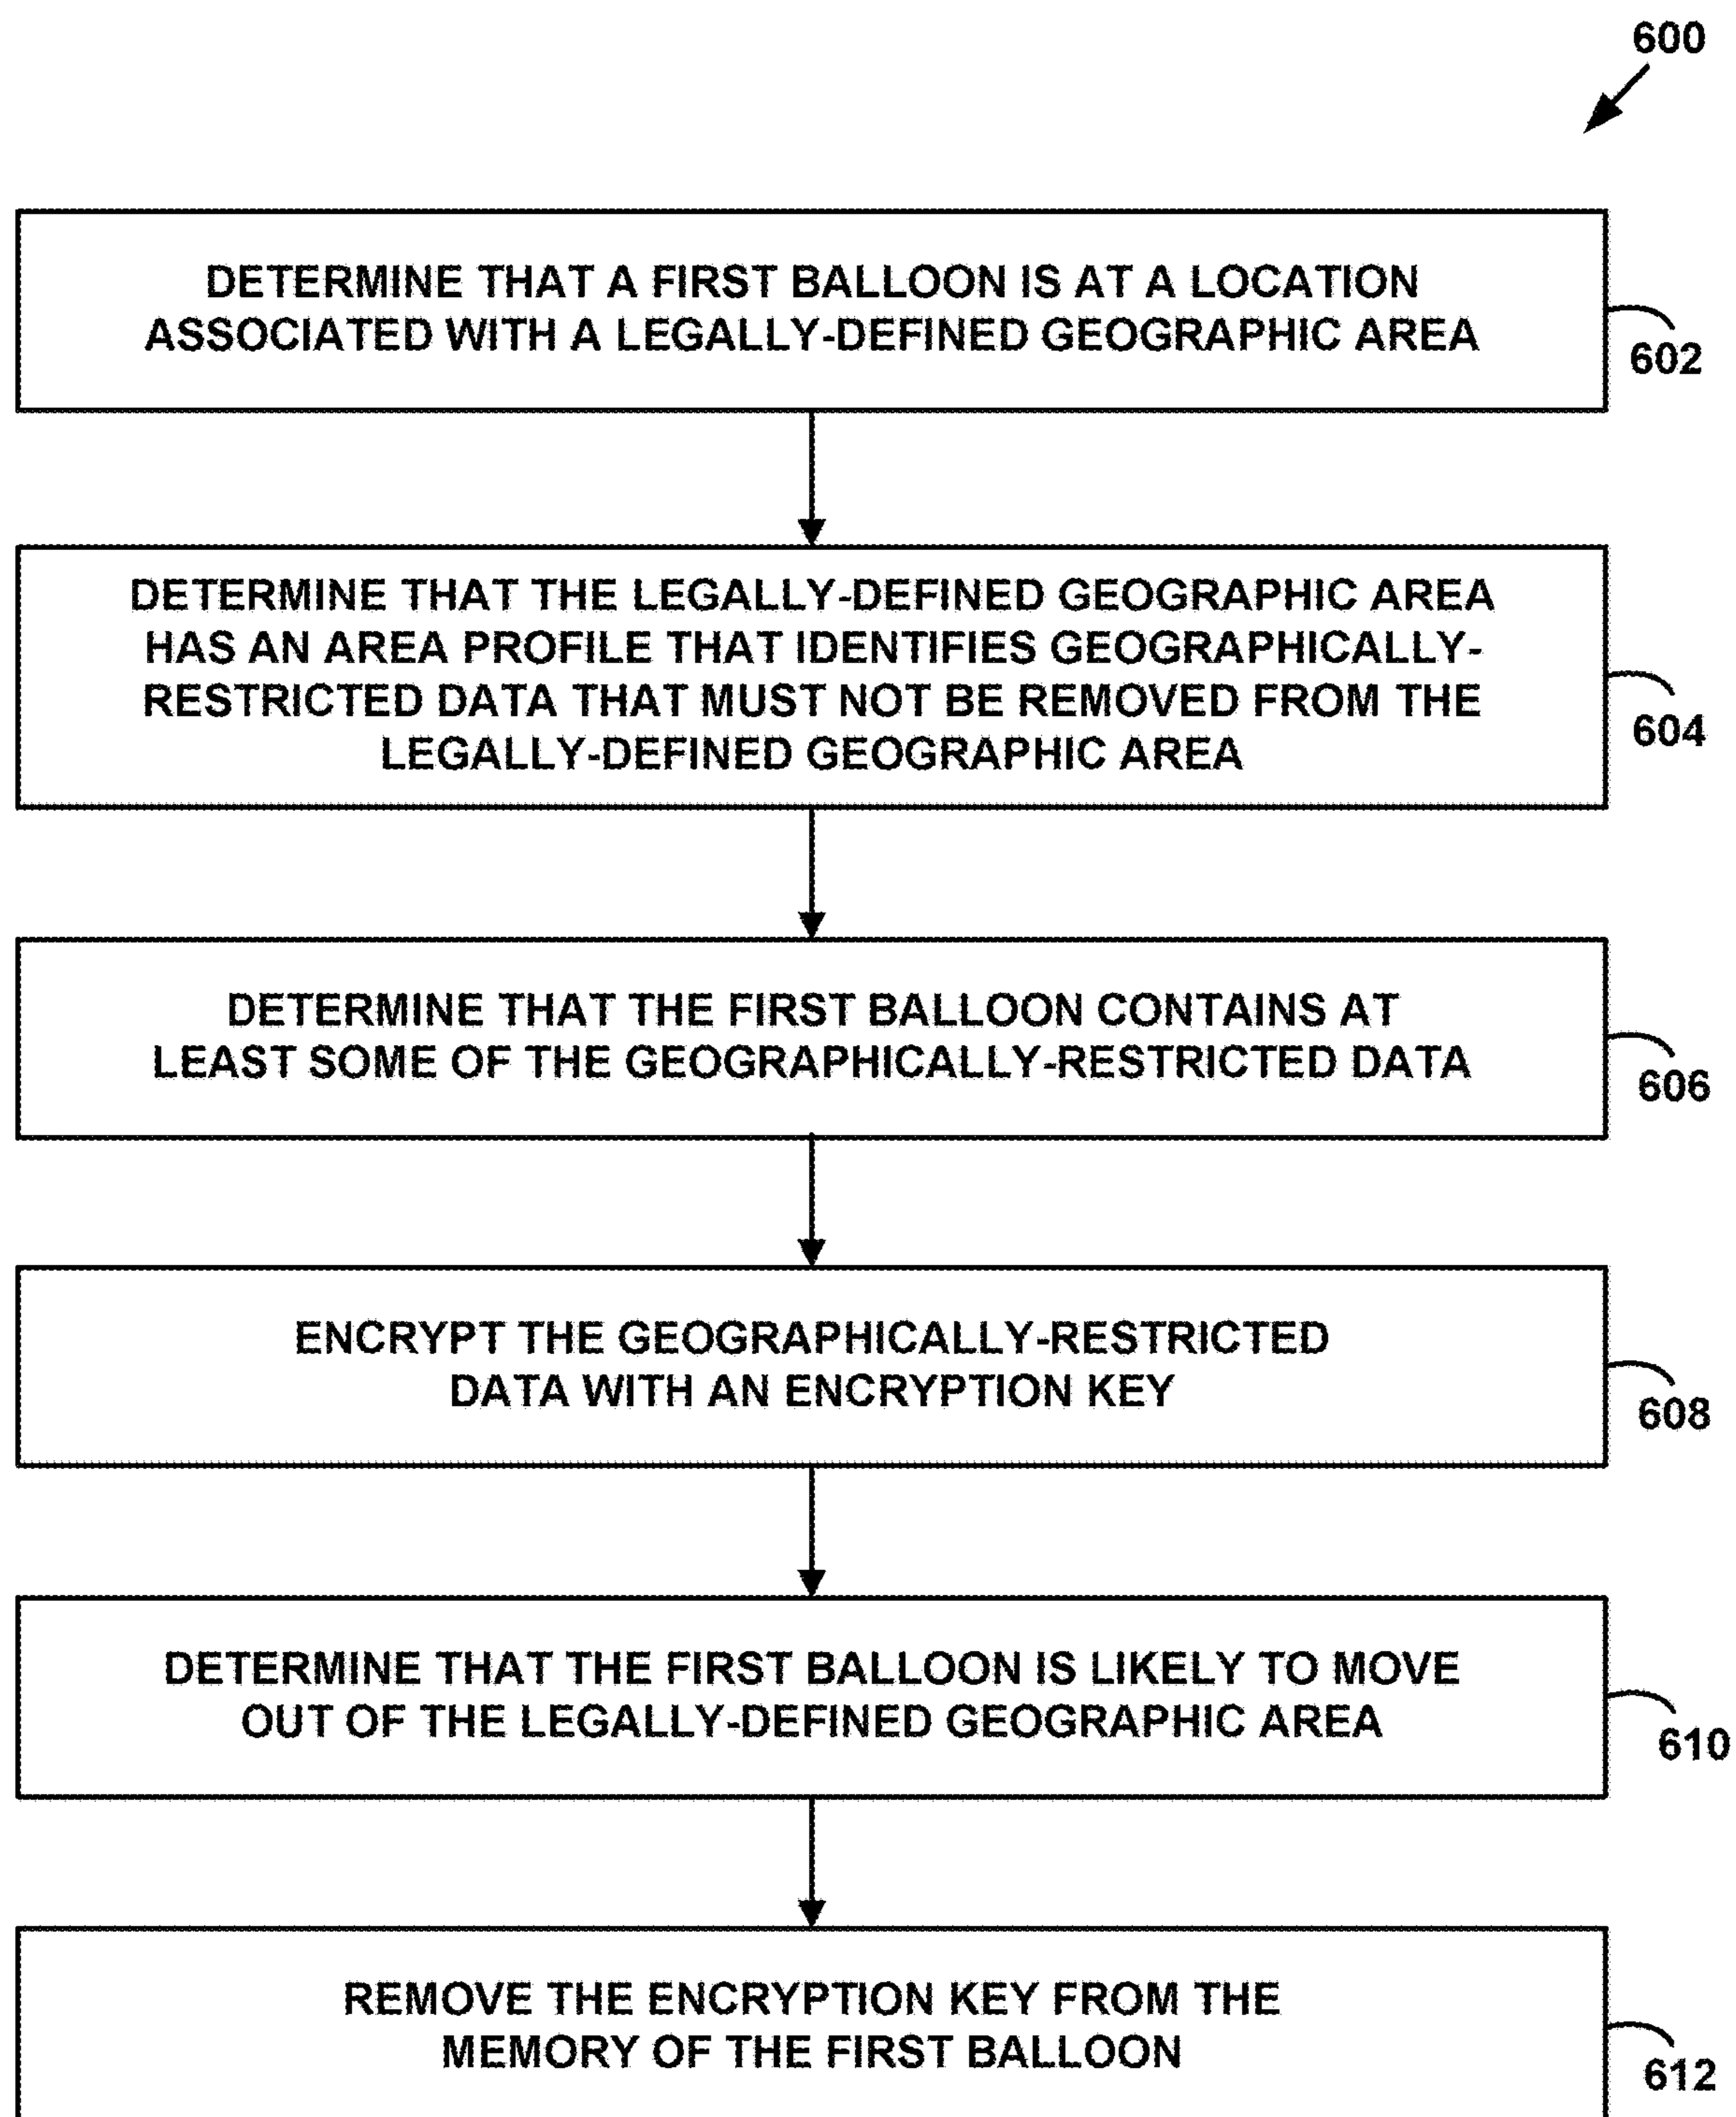 600
DETERMINE THAT A FIRST BALLOON IS AT A LOCATION
ASSOCIATED WITH A LEGALLY-DEFINED GEOGRAPHIC AREA
602
DETERMINE THAT THE LEGALLY-DEFINED GEOGRAPHIC AREA
HAS AN AREA PROFILE THAT IDENTIFIES GEOGRAPHICALLY-
RESTRICTED DATA THAT MUST NOT BE REMOVED FROM THE
LEGALLY-DEFINED GEOGRAPHIC AREA
604
DETERMINE THAT THE FIRST BALLOON CONTAINS AT
LEAST SOME OF THE GEOGRAPHICALLY-RESTRICTED DATA
606
ENCRYPT THE GEOGRAPHICALLY-RESTRICTED
DATA WITH AN ENCRYPTION KEY
608
DETERMINE THAT THE FIRST BALLOON IS LIKELY TO MOVE
OUT OF THE LEGALLY-DEFINED GEOGRAPHIC AREA
610
REMOVE THE ENCRYPTION KEY FROM THE
MEMORY OF THE FIRST BALLOON
612